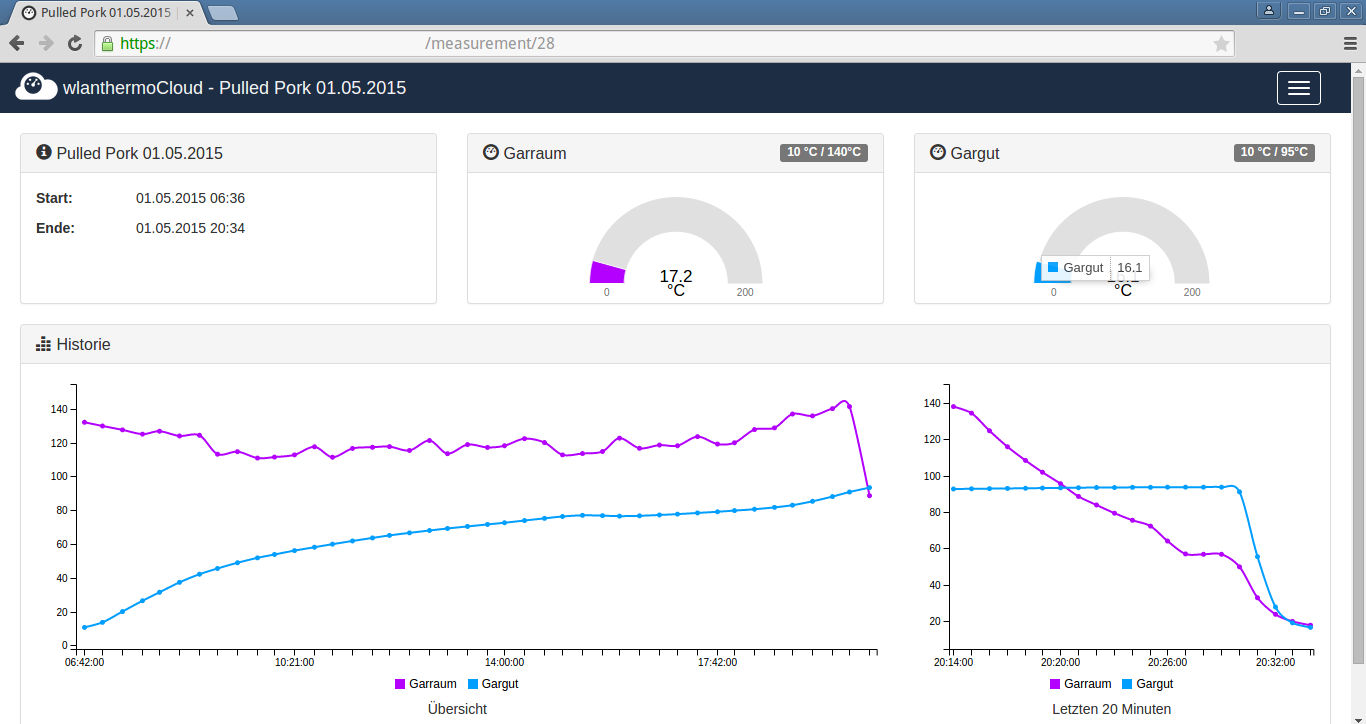 Pulled Pork 01.05.2015
https:// /measurement/28
wlanthermoCloud - Pulled Pork 01.05.2015
Pulled Pork 01.05.2015
Start: 01.05.2015 06:36
Ende: 01.05.2015 20:34
Garraum 10 °C / 140°C
17.2
°C
0 200
Gargut 10 °C / 95°C
Gargut 16.1
°C
0 200
Historie
140
120
100
80
60
40
20
0
06:42:00 10:21:00 14:00:00 17:42:00
Garraum Gargut
Übersicht
140
120
100
80
60
40
20
20:14:00 20:20:00 20:26:00 20:32:00
Garraum Gargut
Letzten 20 Minuten